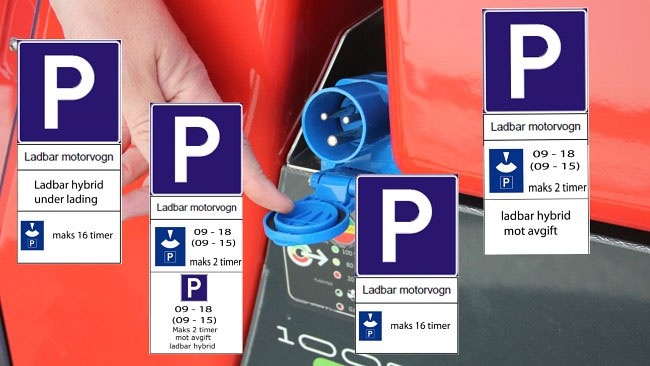 P
Ladbar motorvogn
Ladbar hybrid
under lading
P
maks 16 timer
P
Ladbar motorvogn
09 - 18
(09 - 15)
P
maks 2 timer
P
09 - 18
(09 - 15)
Maks 2 timer
mot avgift
ladbar hybrid
P
Ladbar motorvogn
P
maks 16 timer
P
Ladbar motorvogn
09 - 18
(09 - 15)
P
maks 2 timer
ladbar hybrid
mot avgift
100